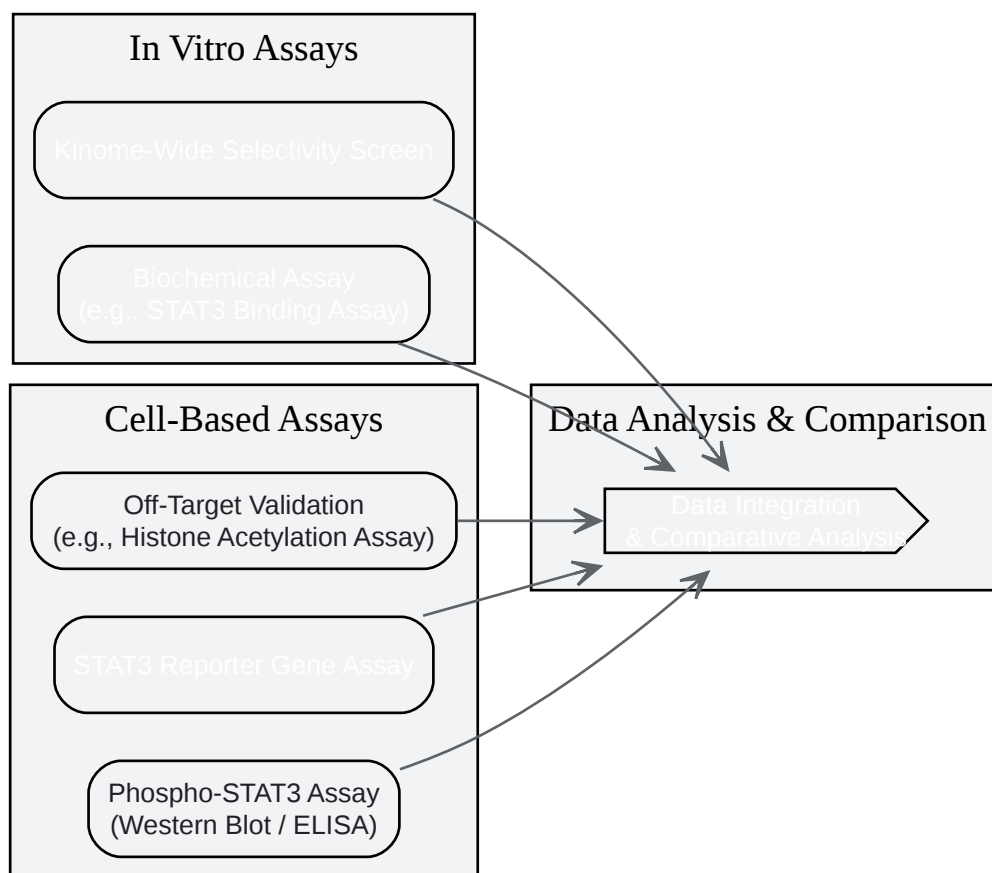 In Vitro Assays
Kinome-Wide Selectivity Screen
Biochemical Assay
(e.g., STAT3 Binding Assay)
Cell-Based Assays
Off-Target Validation
(e.g., Histone Acetylation Assay)
STAT3 Reporter Gene Assay
Phospho-STAT3 Assay
(Western Blot / ELISA)
Data Analysis & Comparison
Data Integration
& Comparative Analysis